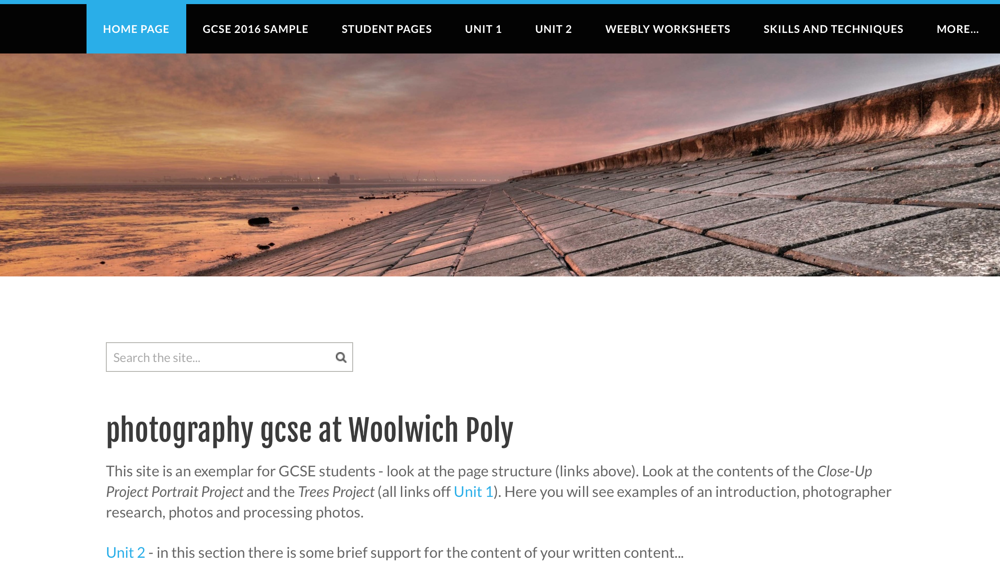 HOME PAGE GCSE 2016 SAMPLE STUDENT PAGES UNIT 1 UNIT 2 WEEBLY WORKSHEETS SKILLS AND TECHNIQUES MORE...
Search the site...
photography gcse at Woolwich Poly
This site is an exemplar for GCSE students - look at the page structure (links above). Look at the contents of the Close-Up
Project Portrait Project and the Trees Project (all links off Unit 1). Here you will see examples of an introduction, photographer
research, photos and processing photos.
Unit 2 - in this section there is some brief support for the content of your written content...